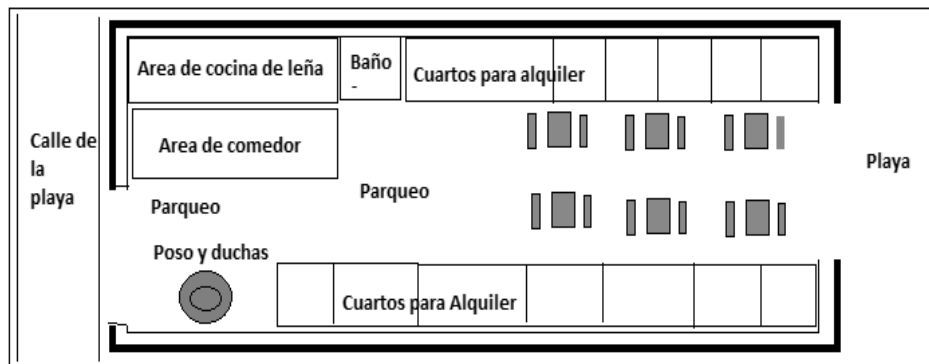 Area de cocina de leña
Baño
-
Cuartos para alquiler
Calle de
la
playa
Area de comedor
Playa
Parqueo
Parqueo
Poso y duchas
Cuartos para Alquiler